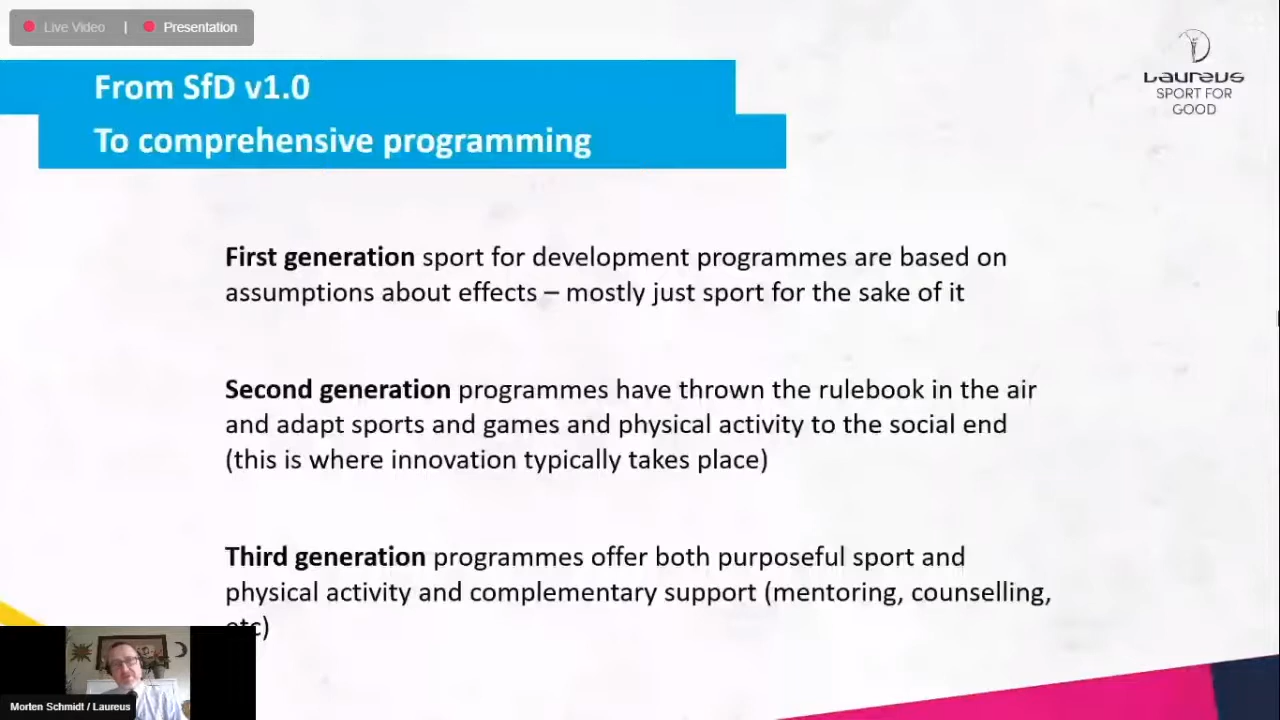 Live Video | Presentation
From SfD v1.0
To comprehensive programming
LAUREUS
SPORT FOR
GOOD
First generation sport for development programmes are based on
assumptions about effects – mostly just sport for the sake of it
Second generation programmes have thrown the rulebook in the air
and adapt sports and games and physical activity to the social end
(this is where innovation typically takes place)
Third generation programmes offer both purposeful sport and
physical activity and complementary support (mentoring, counselling,
etc)
Morten Schmidt / Laureus